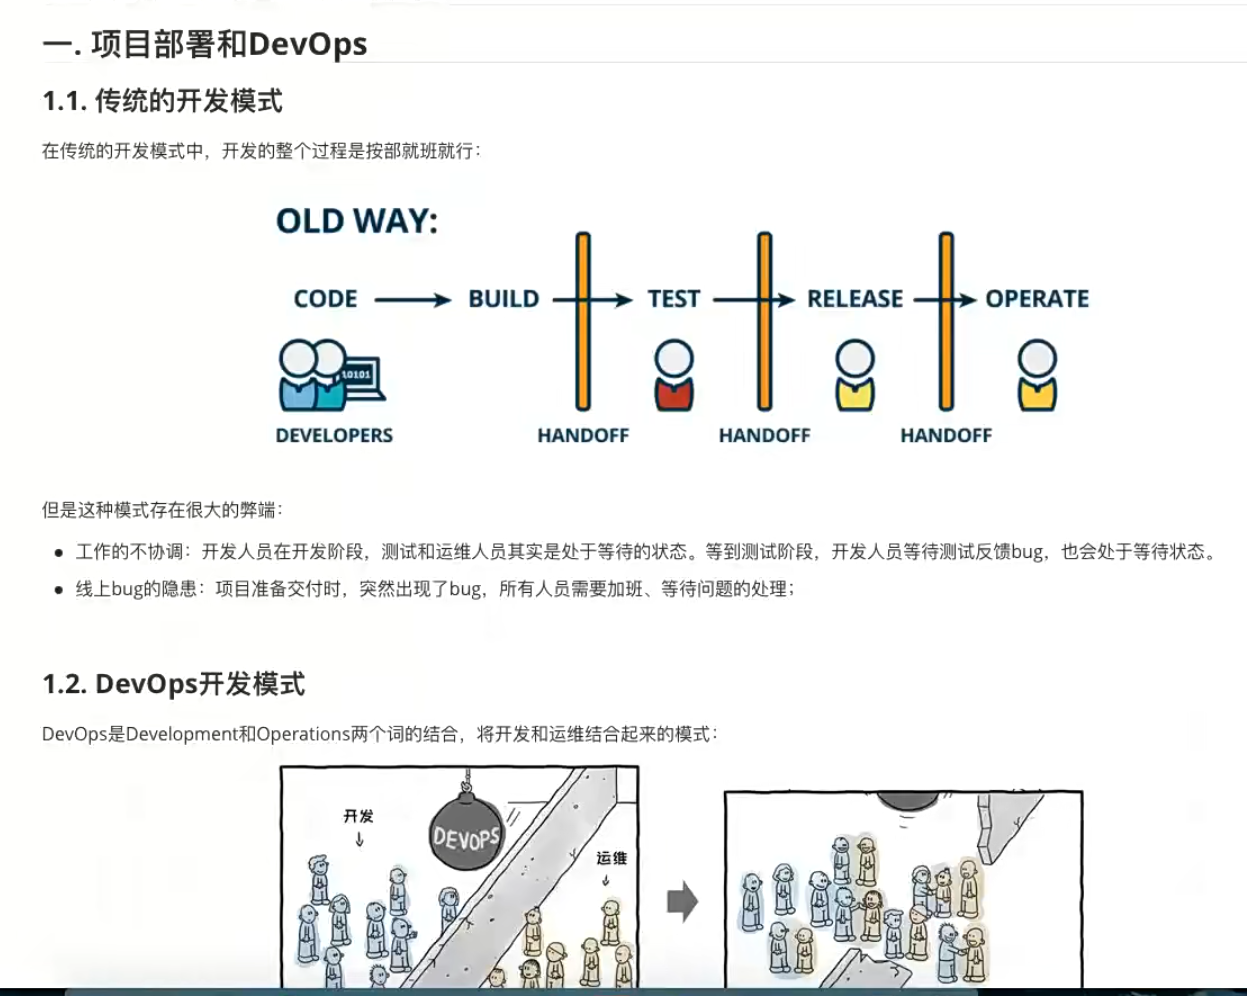 一. 项目部署和DevOps
1.1. 传统的开发模式
在传统的开发模式中，开发的整个过程是按部就班就行：
OLD WAY:
CODE BUILD TEST RELEASE OPERATE
10101
DEVELOPERS HANDOFF HANDOFF HANDOFF
但是这种模式存在很大的弊端：
工作的不协调：开发人员在开发阶段，测试和运维人员其实是处于等待的状态。等到测试阶段，开发人员等待测试反馈bug，也会处于等待状态。
线上bug的隐患：项目准备交付时，突然出现了bug，所有人员需要加班、等待问题的处理；
1.2. DevOps开发模式
DevOps是Development和Operations两个词的结合，将开发和运维结合起来的模式：
开发
DEVOPS
运维